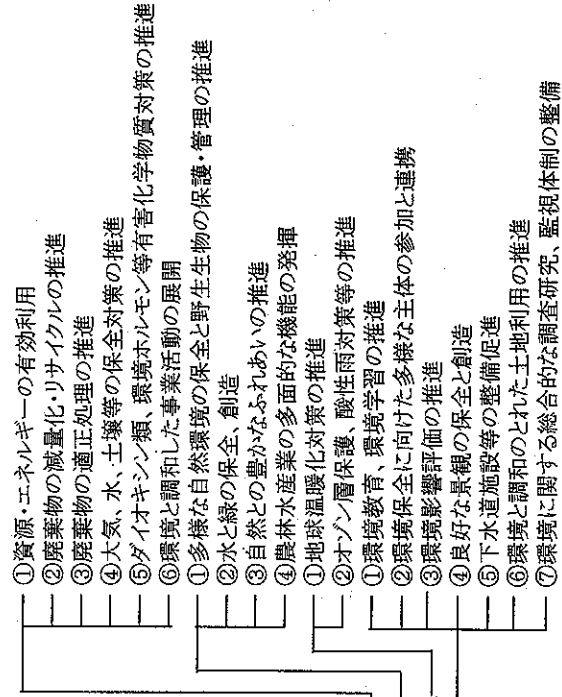 ①資源・エネルギーの有効利用
②廃棄物の減量化・リサイクルの推進
③廃棄物の適正処理の推進
④大気、水、土壌等の保全対策の推進
⑤ダイオキシン類、環境ホルモン等有害化学物質対策の推進
⑥環境と調和した事業活動の展開
①多様な自然環境の保全と野生生物の保護・管理の推進
②水と緑の保全、創造
③自然との豊かなふれあいの推進
④農林水産業の多面的な機能の発揮
①地球温暖化対策の推進
②オゾン層保護、酸性雨対策等の推進
①環境教育、環境学習の推進
②環境保全に向けた多様な主体の参加と連携
③環境影響評価の推進
④良好な景観の保全と創造
⑤下水道施設等の整備促進
⑥環境と調和のとれた土地利用の推進
⑦環境に関する総合的な調査研究、監視体制の整備